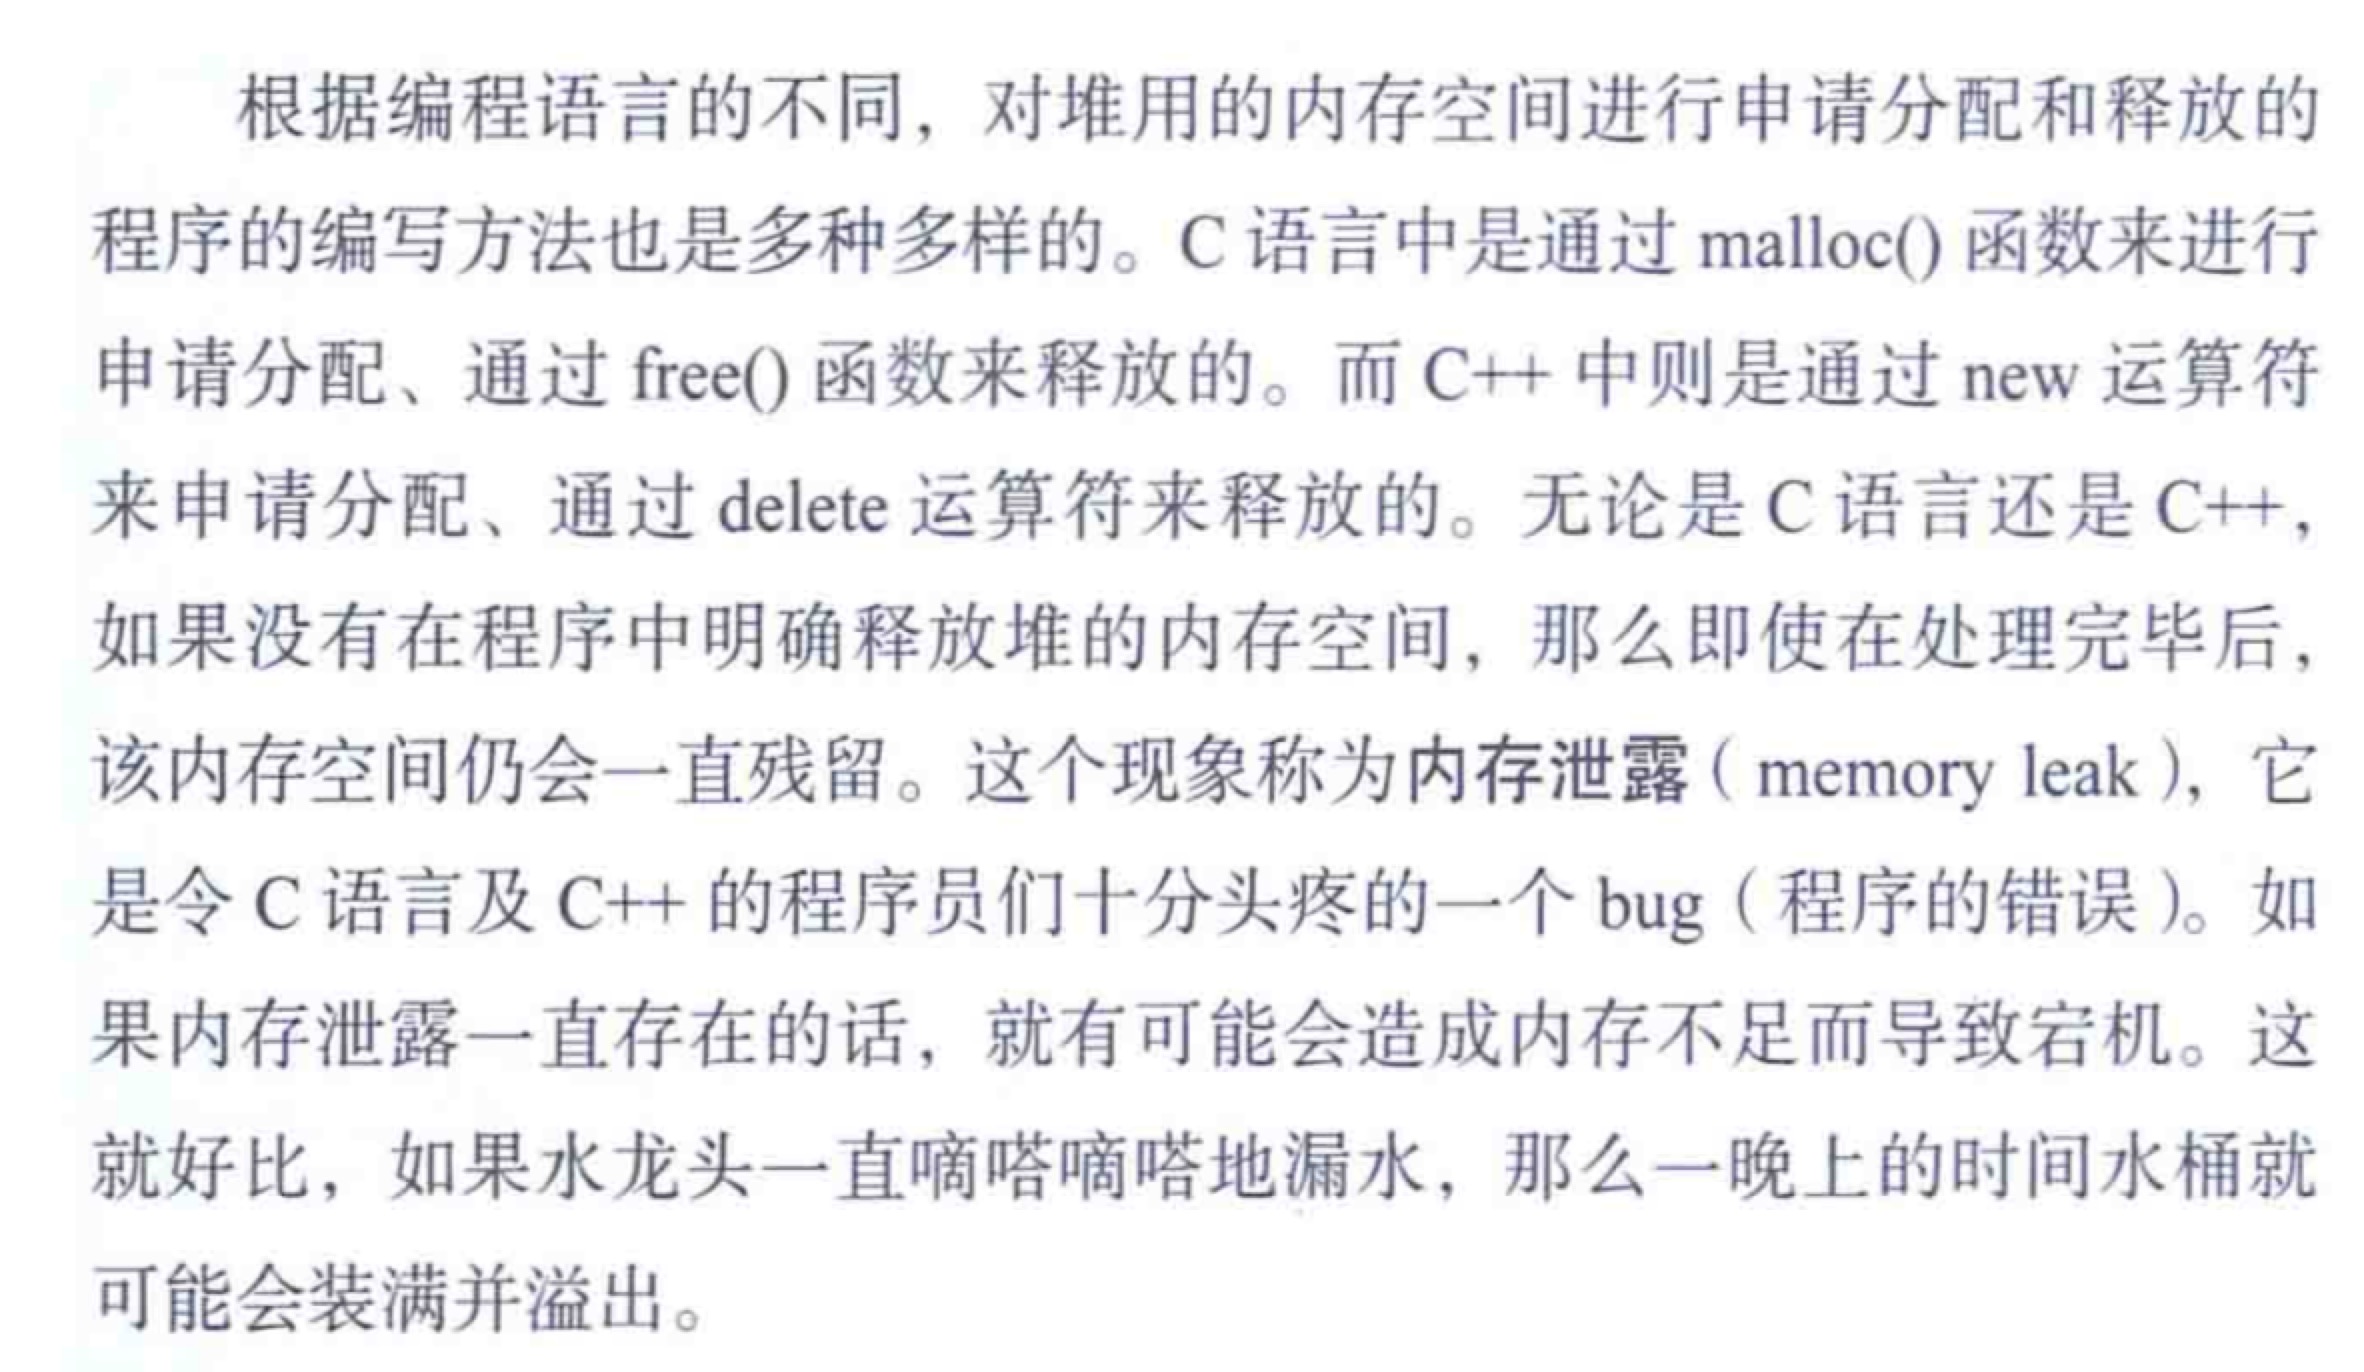 根据编程语言的不同，对堆用的内存空间进行申请分配和释放的
程序的编写方法也是多种多样的。C 语言中是通过 malloc() 函数来进行
申请分配、通过 free() 函数来释放的。而 C++ 中则是通过 new 运算符
来申请分配、通过 delete 运算符来释放的。无论是 C 语言还是 C++，
如果没有在程序中明确释放堆的内存空间，那么即使在处理完毕后，
该内存空间仍会一直残留。这个现象称为内存泄露（memory leak），它
是令 C 语言及 C++ 的程序员们十分头疼的一个 bug（程序的错误）。如
果内存泄露一直存在的话，就有可能会造成内存不足而导致宕机。这
就好比，如果水龙头一直嘀嗒嘀嗒地漏水，那么一晚上的时间水桶就
可能会装满并溢出。